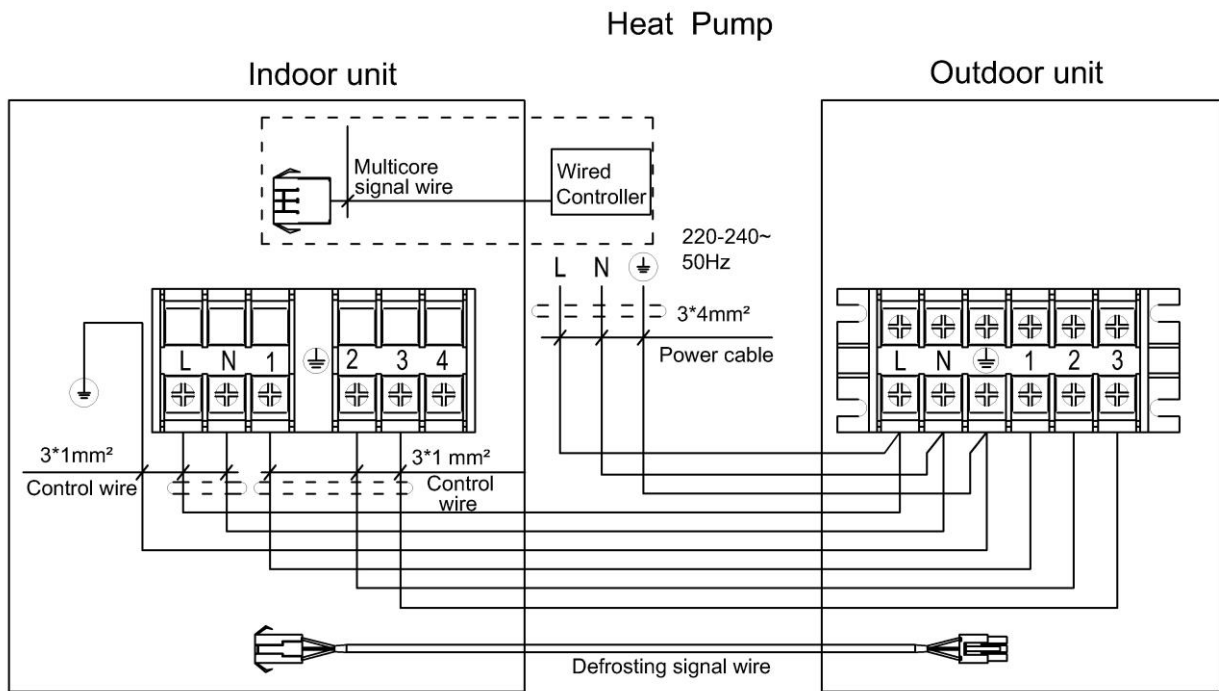 Heat Pump
Indoor unit
Outdoor unit
Multicore
signal wire
Wired
Controller
220-240~
50Hz
L N
3*4mm²
Power cable
L N 1 2 3 4
L N 1 2 3
3*1mm²
Control wire
3*1 mm²
Control
wire
Defrosting signal wire